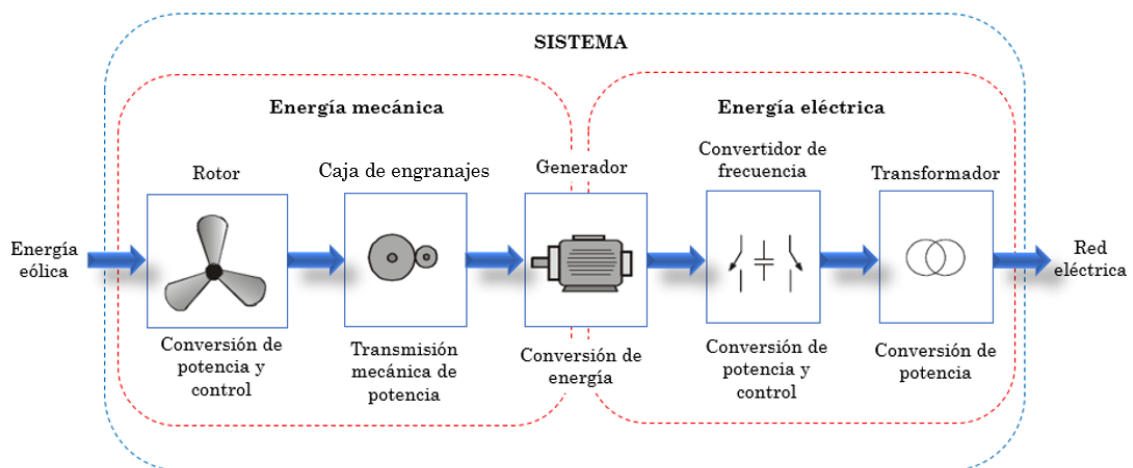 SISTEMA
Energía mecánica
Energía eléctrica
Rotor
Caja de engranajes
Generador
Convertidor de
frecuencia
Transformador
Energía
eólica
Red
eléctrica
Conversión de
potencia y
control
Transmisión
mecánica de
potencia
Conversión de
energía
Conversión de
potencia y
control
Conversión de
potencia